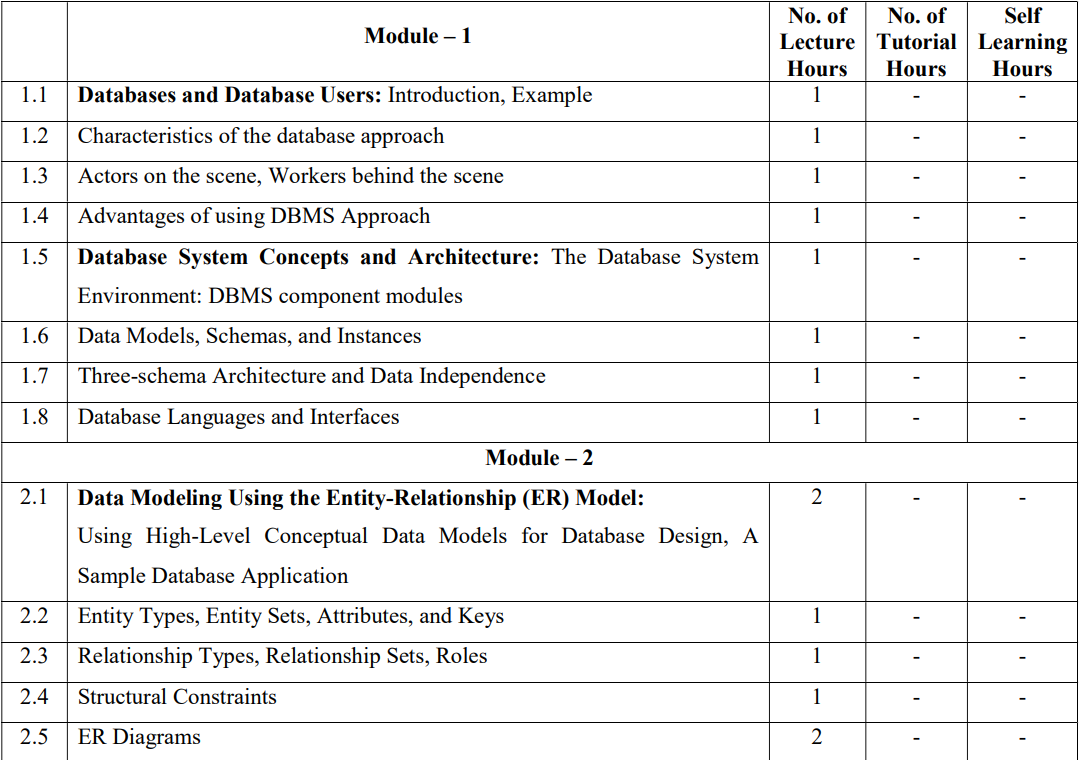 Module – 1 No. of Lecture Hours No. of Tutorial Hours Self Learning Hours
1.1 Databases and Database Users: Introduction, Example 1 - -
1.2 Characteristics of the database approach 1 - -
1.3 Actors on the scene, Workers behind the scene 1 - -
1.4 Advantages of using DBMS Approach 1 - -
1.5 Database System Concepts and Architecture: The Database System 1 - -
Environment: DBMS component modules
1.6 Data Models, Schemas, and Instances 1 - -
1.7 Three-schema Architecture and Data Independence 1 - -
1.8 Database Languages and Interfaces 1 - -
Module – 2
2.1 Data Modeling Using the Entity-Relationship (ER) Model: 2 - -
Using High-Level Conceptual Data Models for Database Design, A
Sample Database Application
2.2 Entity Types, Entity Sets, Attributes, and Keys 1 - -
2.3 Relationship Types, Relationship Sets, Roles 1 - -
2.4 Structural Constraints 1 - -
2.5 ER Diagrams 2 - -